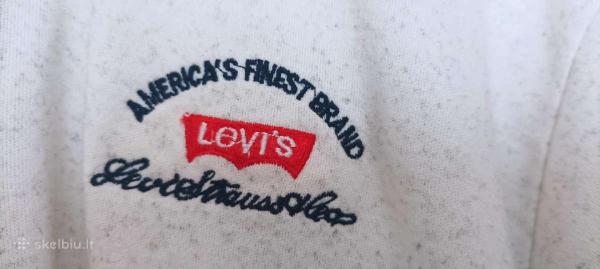 AMERICA'S FINEST BRAND
LEVI'S
Levi Strauss & Co
skelbiu.lt